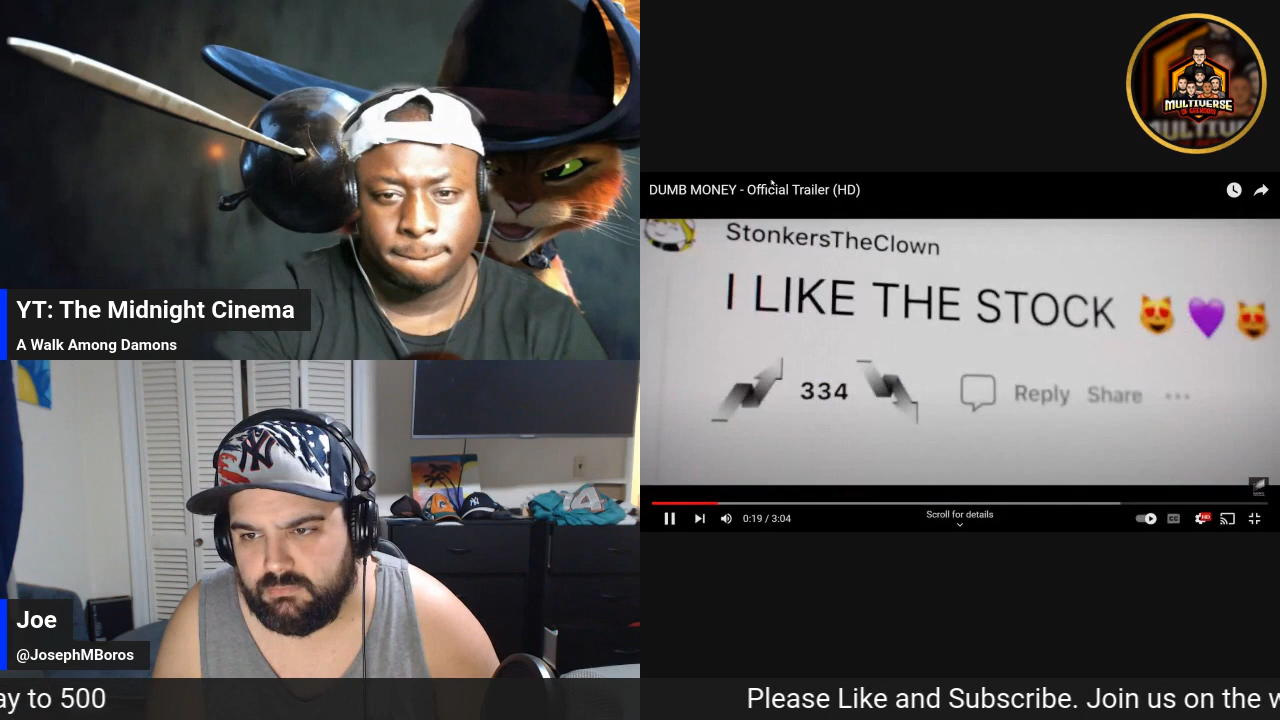 YT: The Midnight Cinema
A Walk Among Damons
Joe
@JosephMBoros
ay to 500
MULTIVERSE
DUMB MONEY - Official Trailer (HD)
StonkersTheClown
I LIKE THE STOCK
334
Reply
Share
0:19 / 3:04
Scroll for details
CC
HD
Please Like and Subscribe. Join us on the w